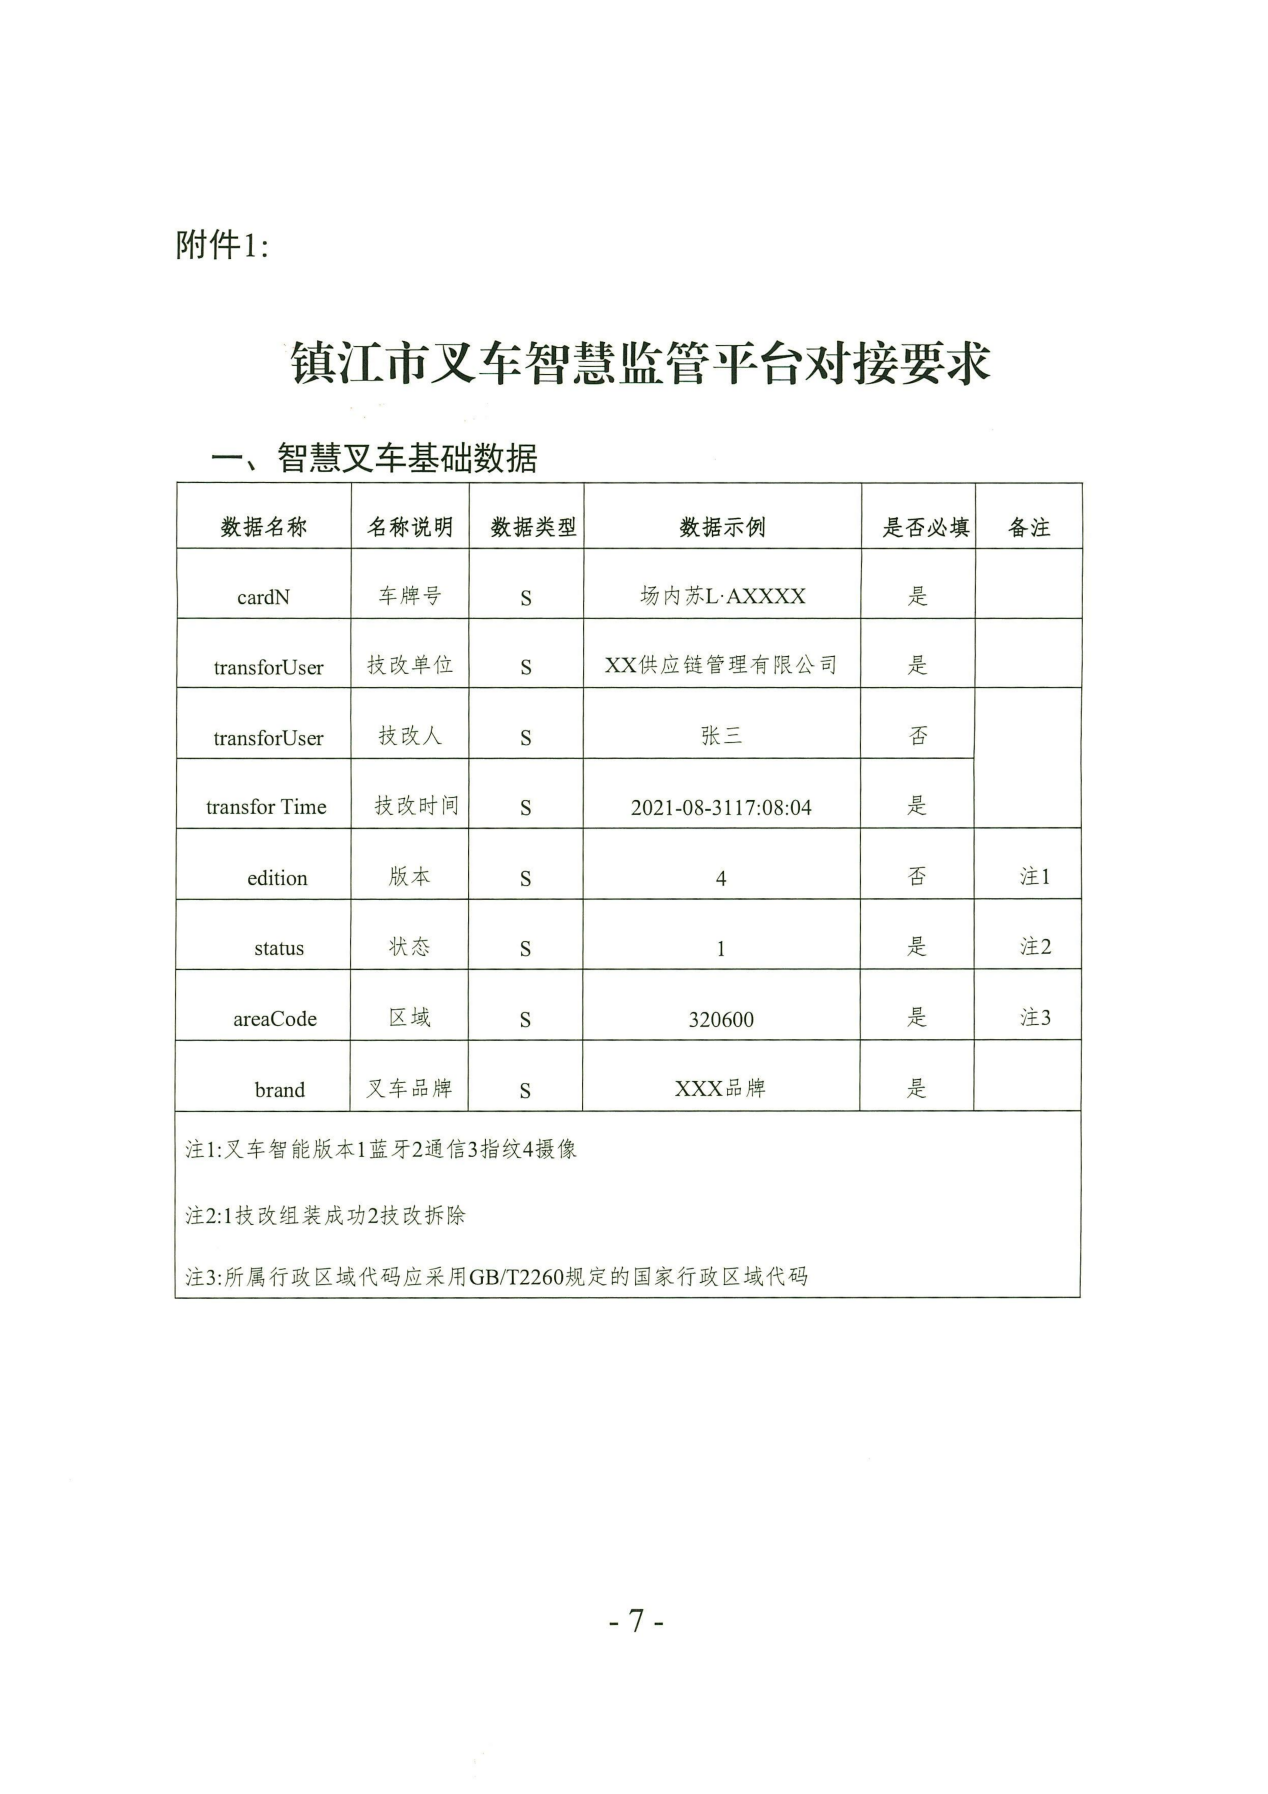 附件1:
镇江市叉车智慧监管平台对接要求
一、智慧叉车基础数据
数据名称 名称说明 数据类型 数据示例 是否必填 备注
cardN 车牌号 S 场内苏L·AXXXX 是
transforUser 技改单位 S XX供应链管理有限公司 是
transforUser 技改人 S 张三 否
transfor Time 技改时间 S 2021-08-3117:08:04 是
edition 版本 S 4 否 注1
status 状态 S 1 是 注2
areaCode 区域 S 320600 是 注3
brand 叉车品牌 S XXX品牌 是
注1:叉车智能版本1蓝牙2通信3指纹4摄像
注2:1技改组装成功2技改拆除
注3:所属行政区域代码应采用GB/T2260规定的国家行政区域代码
- 7 -